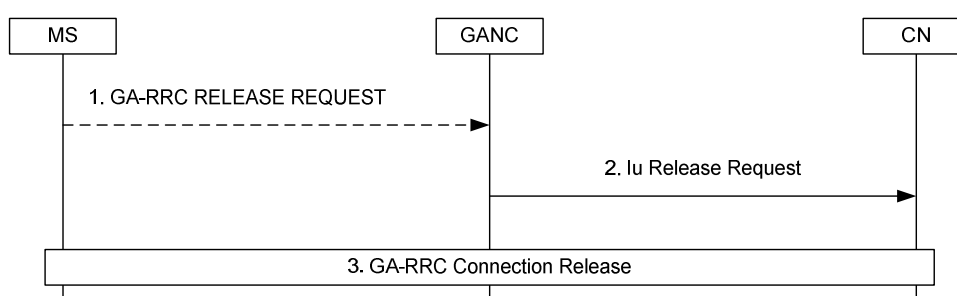 MS
GANC
CN
1. GA-RRC RELEASE REQUEST
2. Iu Release Request
3. GA-RRC Connection Release